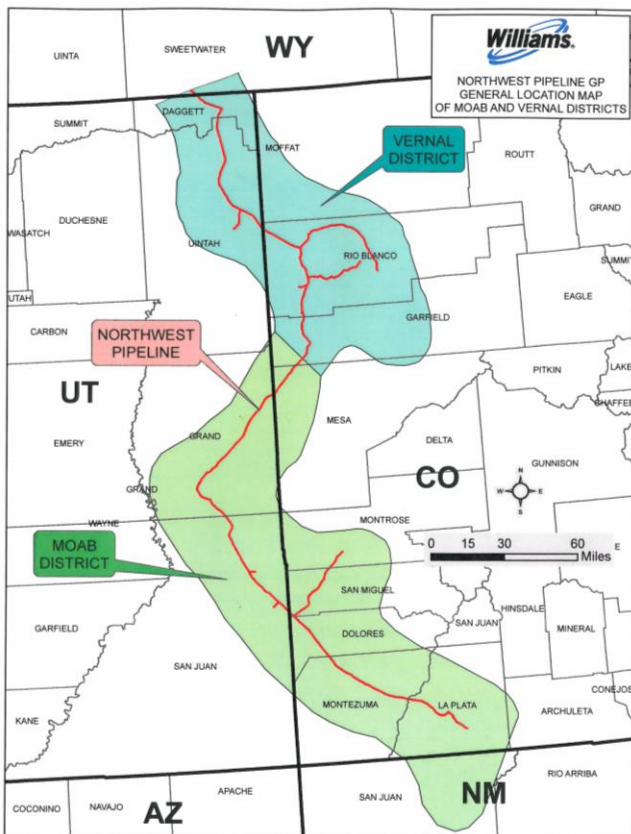 Williams.
NORTHWEST PIPELINE GP
GENERAL LOCATION MAP
OF MOAB AND VERNAL DISTRICTS
UINTA
SWEETWATER
WY
DAGGETT
SUMMIT
MOFFAT
VERNAL
DISTRICT
ROUTT
DUCHESNE
GRAND
WASATCH
UINTAH
RIO BLANCO
SUMMIT
UTAH
EAGLE
CARBON
NORTHWEST
PIPELINE
GARFIELD
PITKIN
LAKE
UT
CHAFFEE
MESA
GRAND
DELTA
EMERY
CO
GUNNISON
N
W E
S
GRAND
WAYNE
MONTROSE
0 15 30 60
Miles
MOAB
DISTRICT
E
SAN MIGUEL
HINSDALE
GARFIELD
SAN JUAN
MINERAL
DOLORES
SAN JUAN
CONEJOS
KANE
MONTEZUMA
LA PLATA
ARCHULETA
RIO ARRIBA
APACHE
COCONINO
NAVAJO
AZ
SAN JUAN
NM